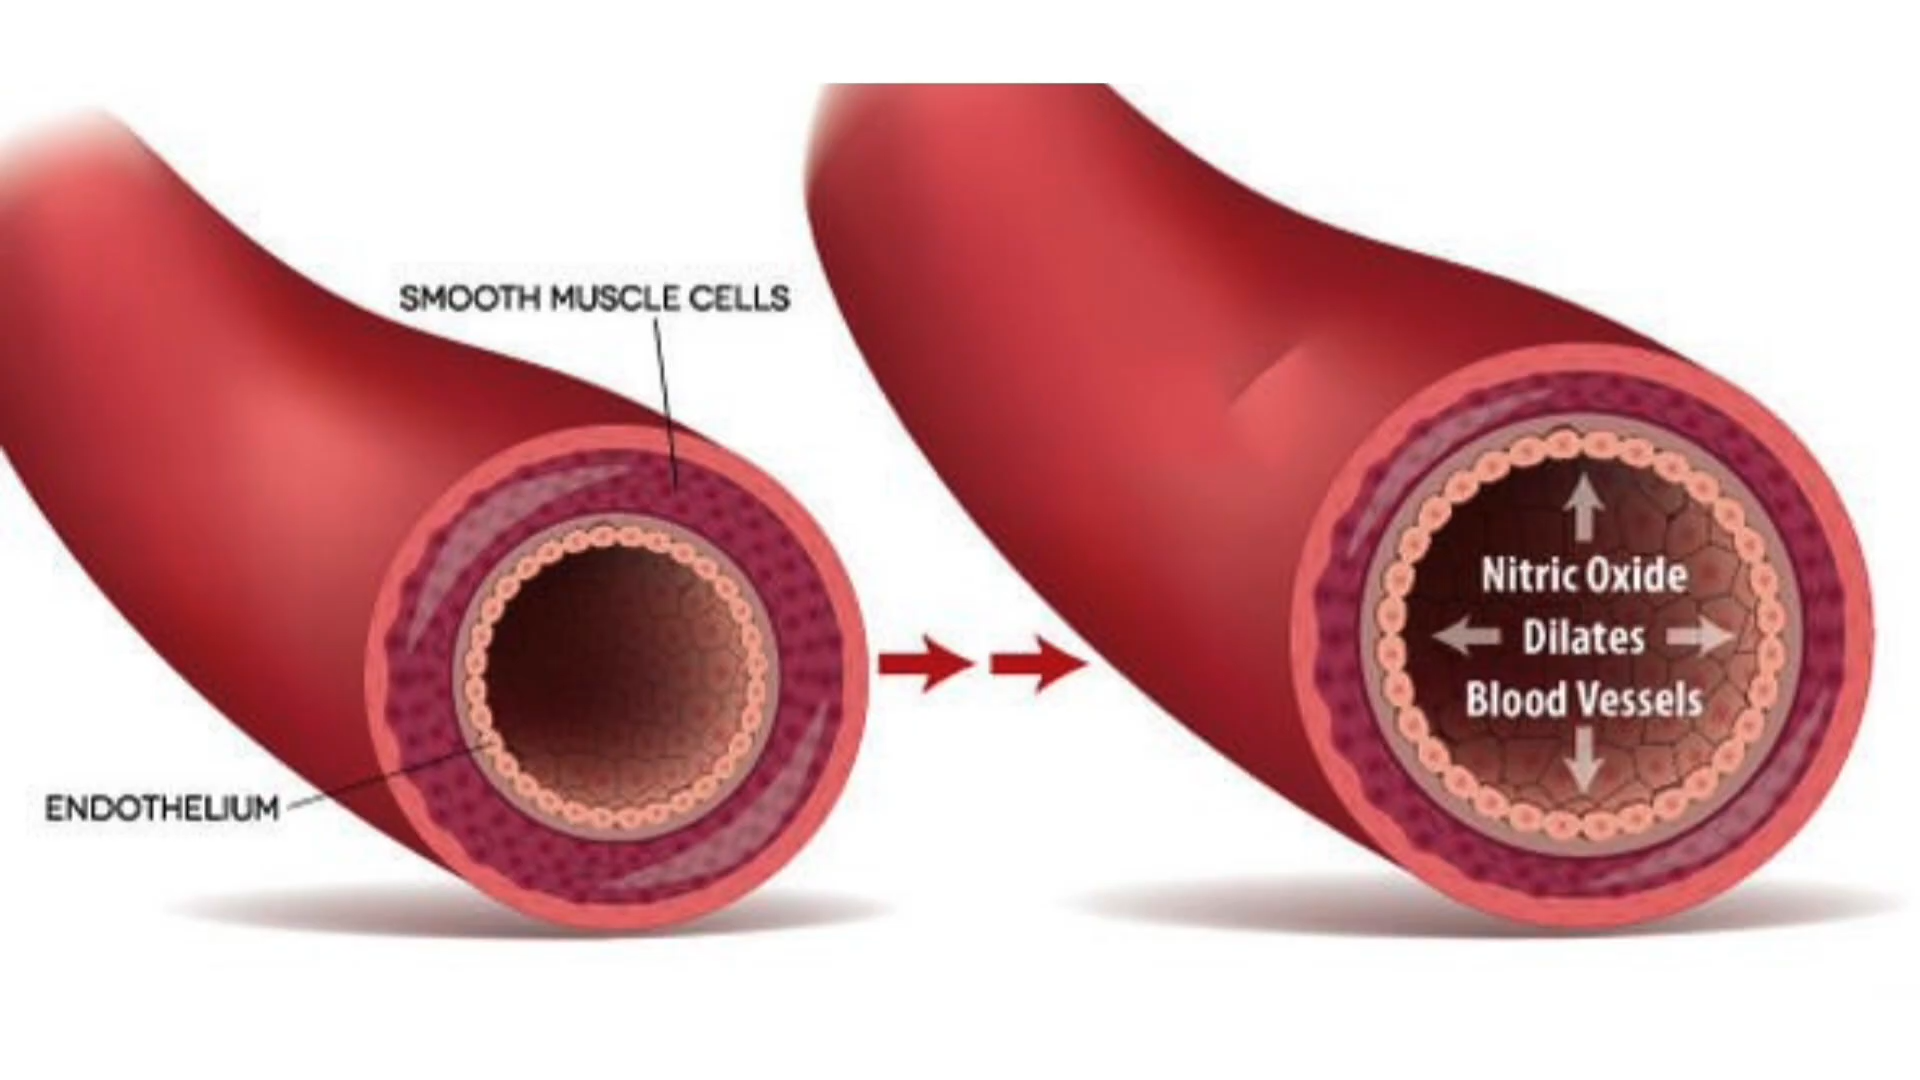 SMOOTH MUSCLE CELLS
ENDOTHELIUM
Nitric Oxide
Dilates
Blood Vessels